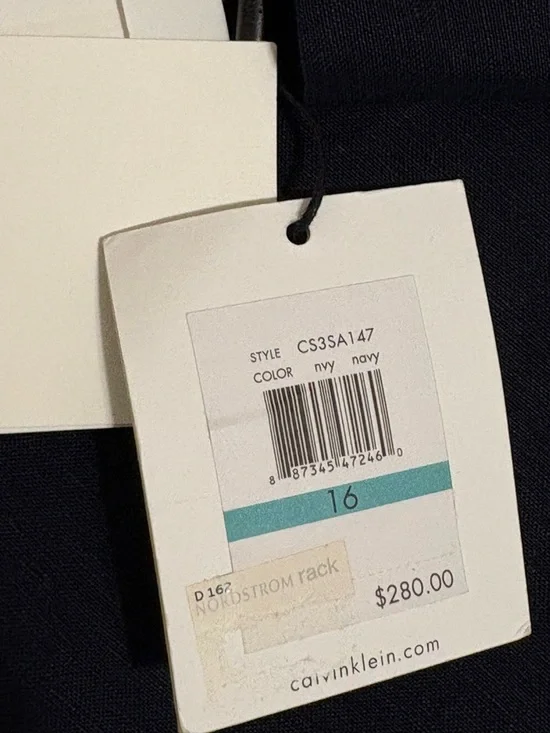 STYLE CS3SA147
COLOR nvy navy
8 87345 47246 0
16
D 162
NORDSTROM rack
$280.00
calvinklein.com